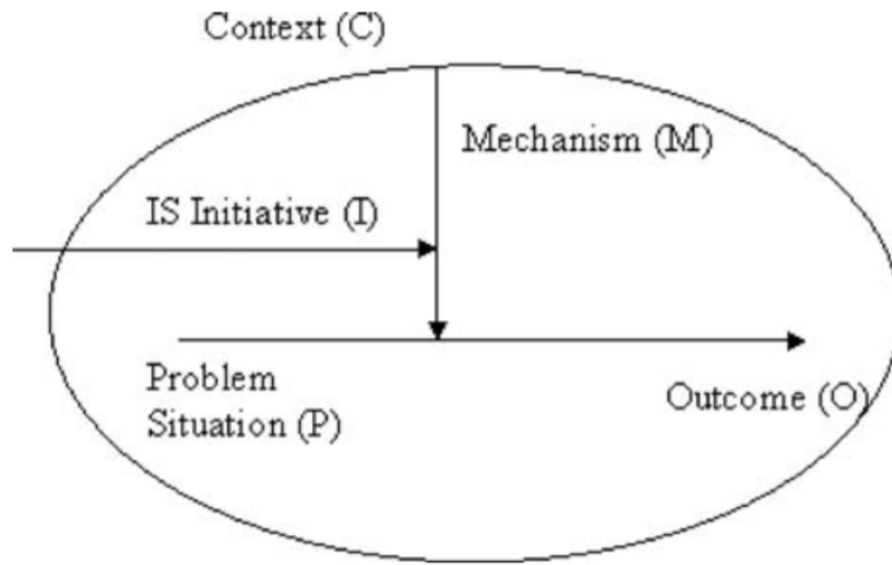 Context (C)
Mechanism (M)
IS Initiative (I)
Problem
Situation (P)
Outcome (O)